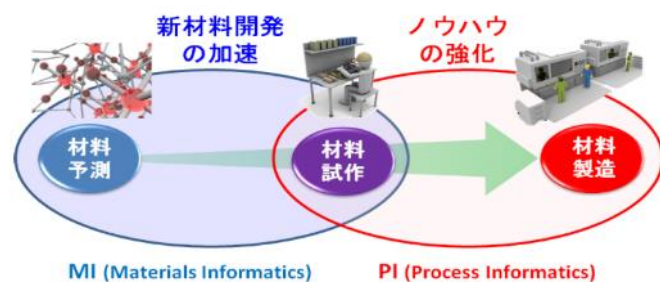 新材料開発
の加速
ノウハウ
の強化
材料
予測
材料
試作
材料
製造
MI (Materials Informatics)
PI (Process Informatics)